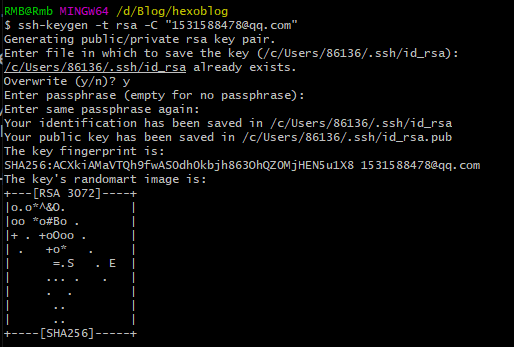 RMB@Rmb MINGW64 /d/Blog/hexoblog
$ ssh-keygen -t rsa -C "1531588478@qq.com"
Generating public/private rsa key pair.
Enter file in which to save the key (/c/Users/86136/.ssh/id_rsa):
/c/Users/86136/.ssh/id_rsa already exists.
Overwrite (y/n)? y
Enter passphrase (empty for no passphrase):
Enter same passphrase again:
Your identification has been saved in /c/Users/86136/.ssh/id_rsa
Your public key has been saved in /c/Users/86136/.ssh/id_rsa.pub
The key fingerprint is:
SHA256:ACXkiAMaVTQh9fwASOdhOkbjh863OhQZOMjHEN5u1X8 1531588478@qq.com
The key's randomart image is:
+---[RSA 3072]----+
|o.o*^&O.         |
|oo *o#Bo .       |
|+ . +oOoo .      |
| .   +o*   .     |
|      =.S   . E  |
|     ... .   .   |
|     .  .        |
|      ..         |
|      ..         |
+----[SHA256]-----+